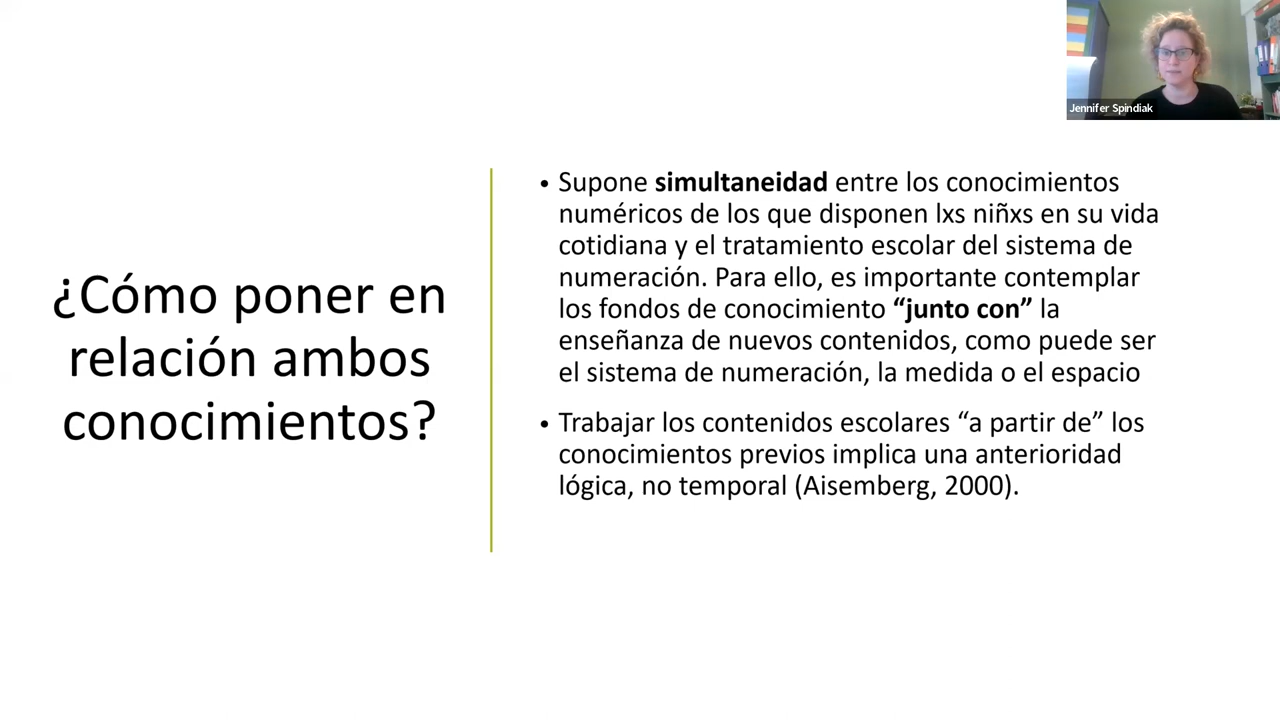 Jennifer Spindiak
¿Cómo poner en
relación ambos
conocimientos?
• Supone simultaneidad entre los conocimientos
numéricos de los que disponen lxs niñxs en su vida
cotidiana y el tratamiento escolar del sistema de
numeración. Para ello, es importante contemplar
los fondos de conocimiento “junto con” la
enseñanza de nuevos contenidos, como puede ser
el sistema de numeración, la medida o el espacio
• Trabajar los contenidos escolares “a partir de” los
conocimientos previos implica una anterioridad
lógica, no temporal (Aisemberg, 2000).